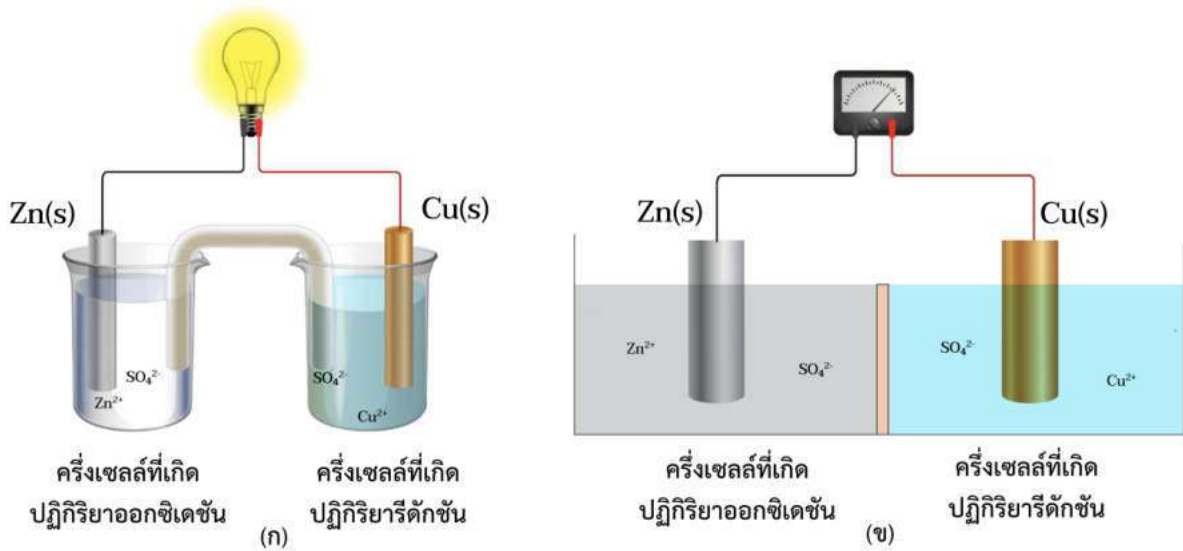 Zn(s)
Cu(s)
SO₄²⁻
Zn²⁺
SO₄²⁻
Cu²⁺
ครึ่งเซลล์ที่เกิด
ปฏิกิริยาออกซิเดชัน
ครึ่งเซลล์ที่เกิด
ปฏิกิริยารีดักชัน
(ก)
Zn(s)
Cu(s)
Zn²⁺
SO₄²⁻
SO₄²⁻
Cu²⁺
ครึ่งเซลล์ที่เกิด
ปฏิกิริยาออกซิเดชัน
ครึ่งเซลล์ที่เกิด
ปฏิกิริยารีดักชัน
(ข)